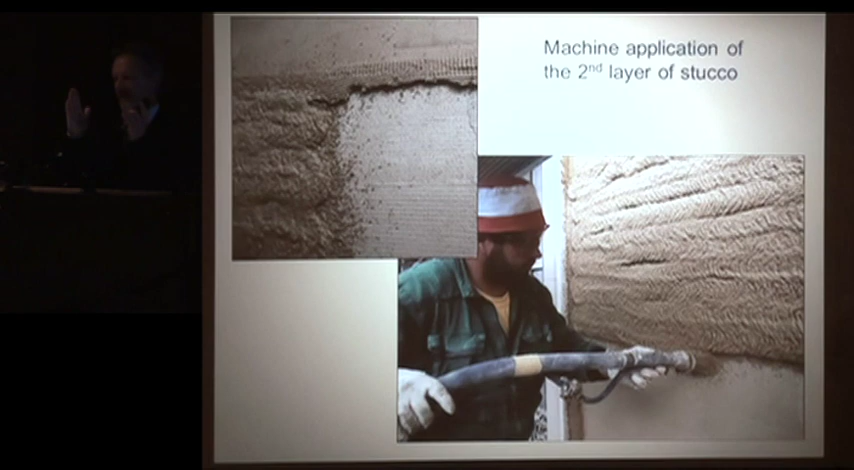 Machine application of
the 2nd layer of stucco